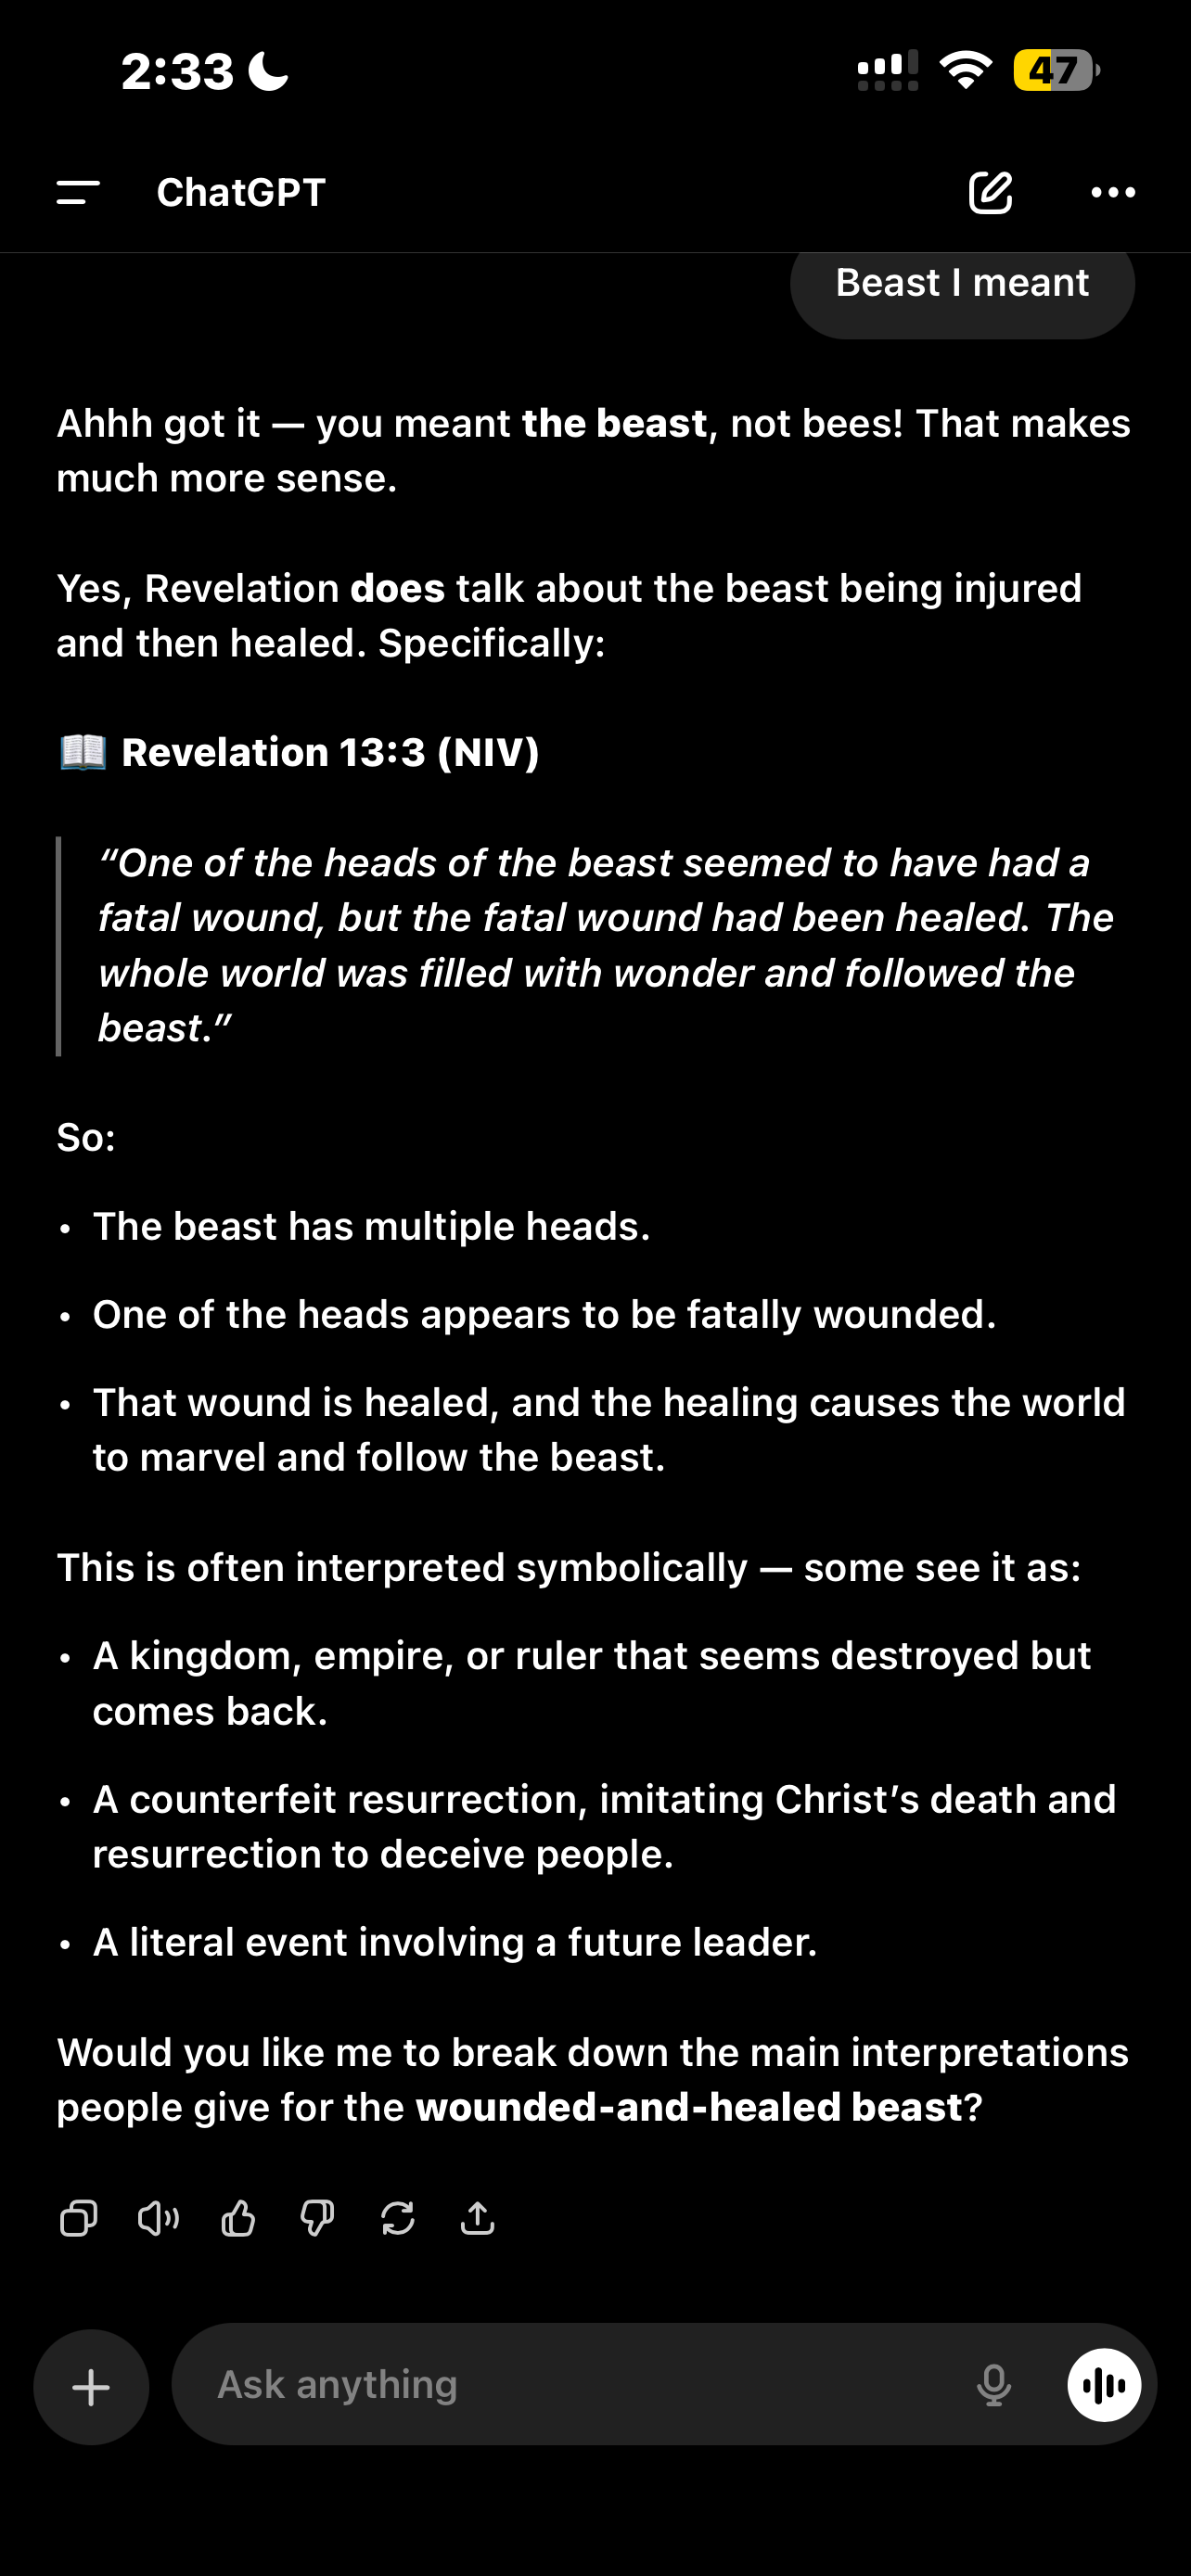 2:33
47
ChatGPT
Beast I meant
Ahhh got it — you meant the beast, not bees! That makes
much more sense.
Yes, Revelation does talk about the beast being injured
and then healed. Specifically:
📖 Revelation 13:3 (NIV)
“One of the heads of the beast seemed to have had a
fatal wound, but the fatal wound had been healed. The
whole world was filled with wonder and followed the
beast.”
So:
• The beast has multiple heads.
• One of the heads appears to be fatally wounded.
• That wound is healed, and the healing causes the world
to marvel and follow the beast.
This is often interpreted symbolically — some see it as:
• A kingdom, empire, or ruler that seems destroyed but
comes back.
• A counterfeit resurrection, imitating Christ’s death and
resurrection to deceive people.
• A literal event involving a future leader.
Would you like me to break down the main interpretations
people give for the wounded-and-healed beast?
Ask anything